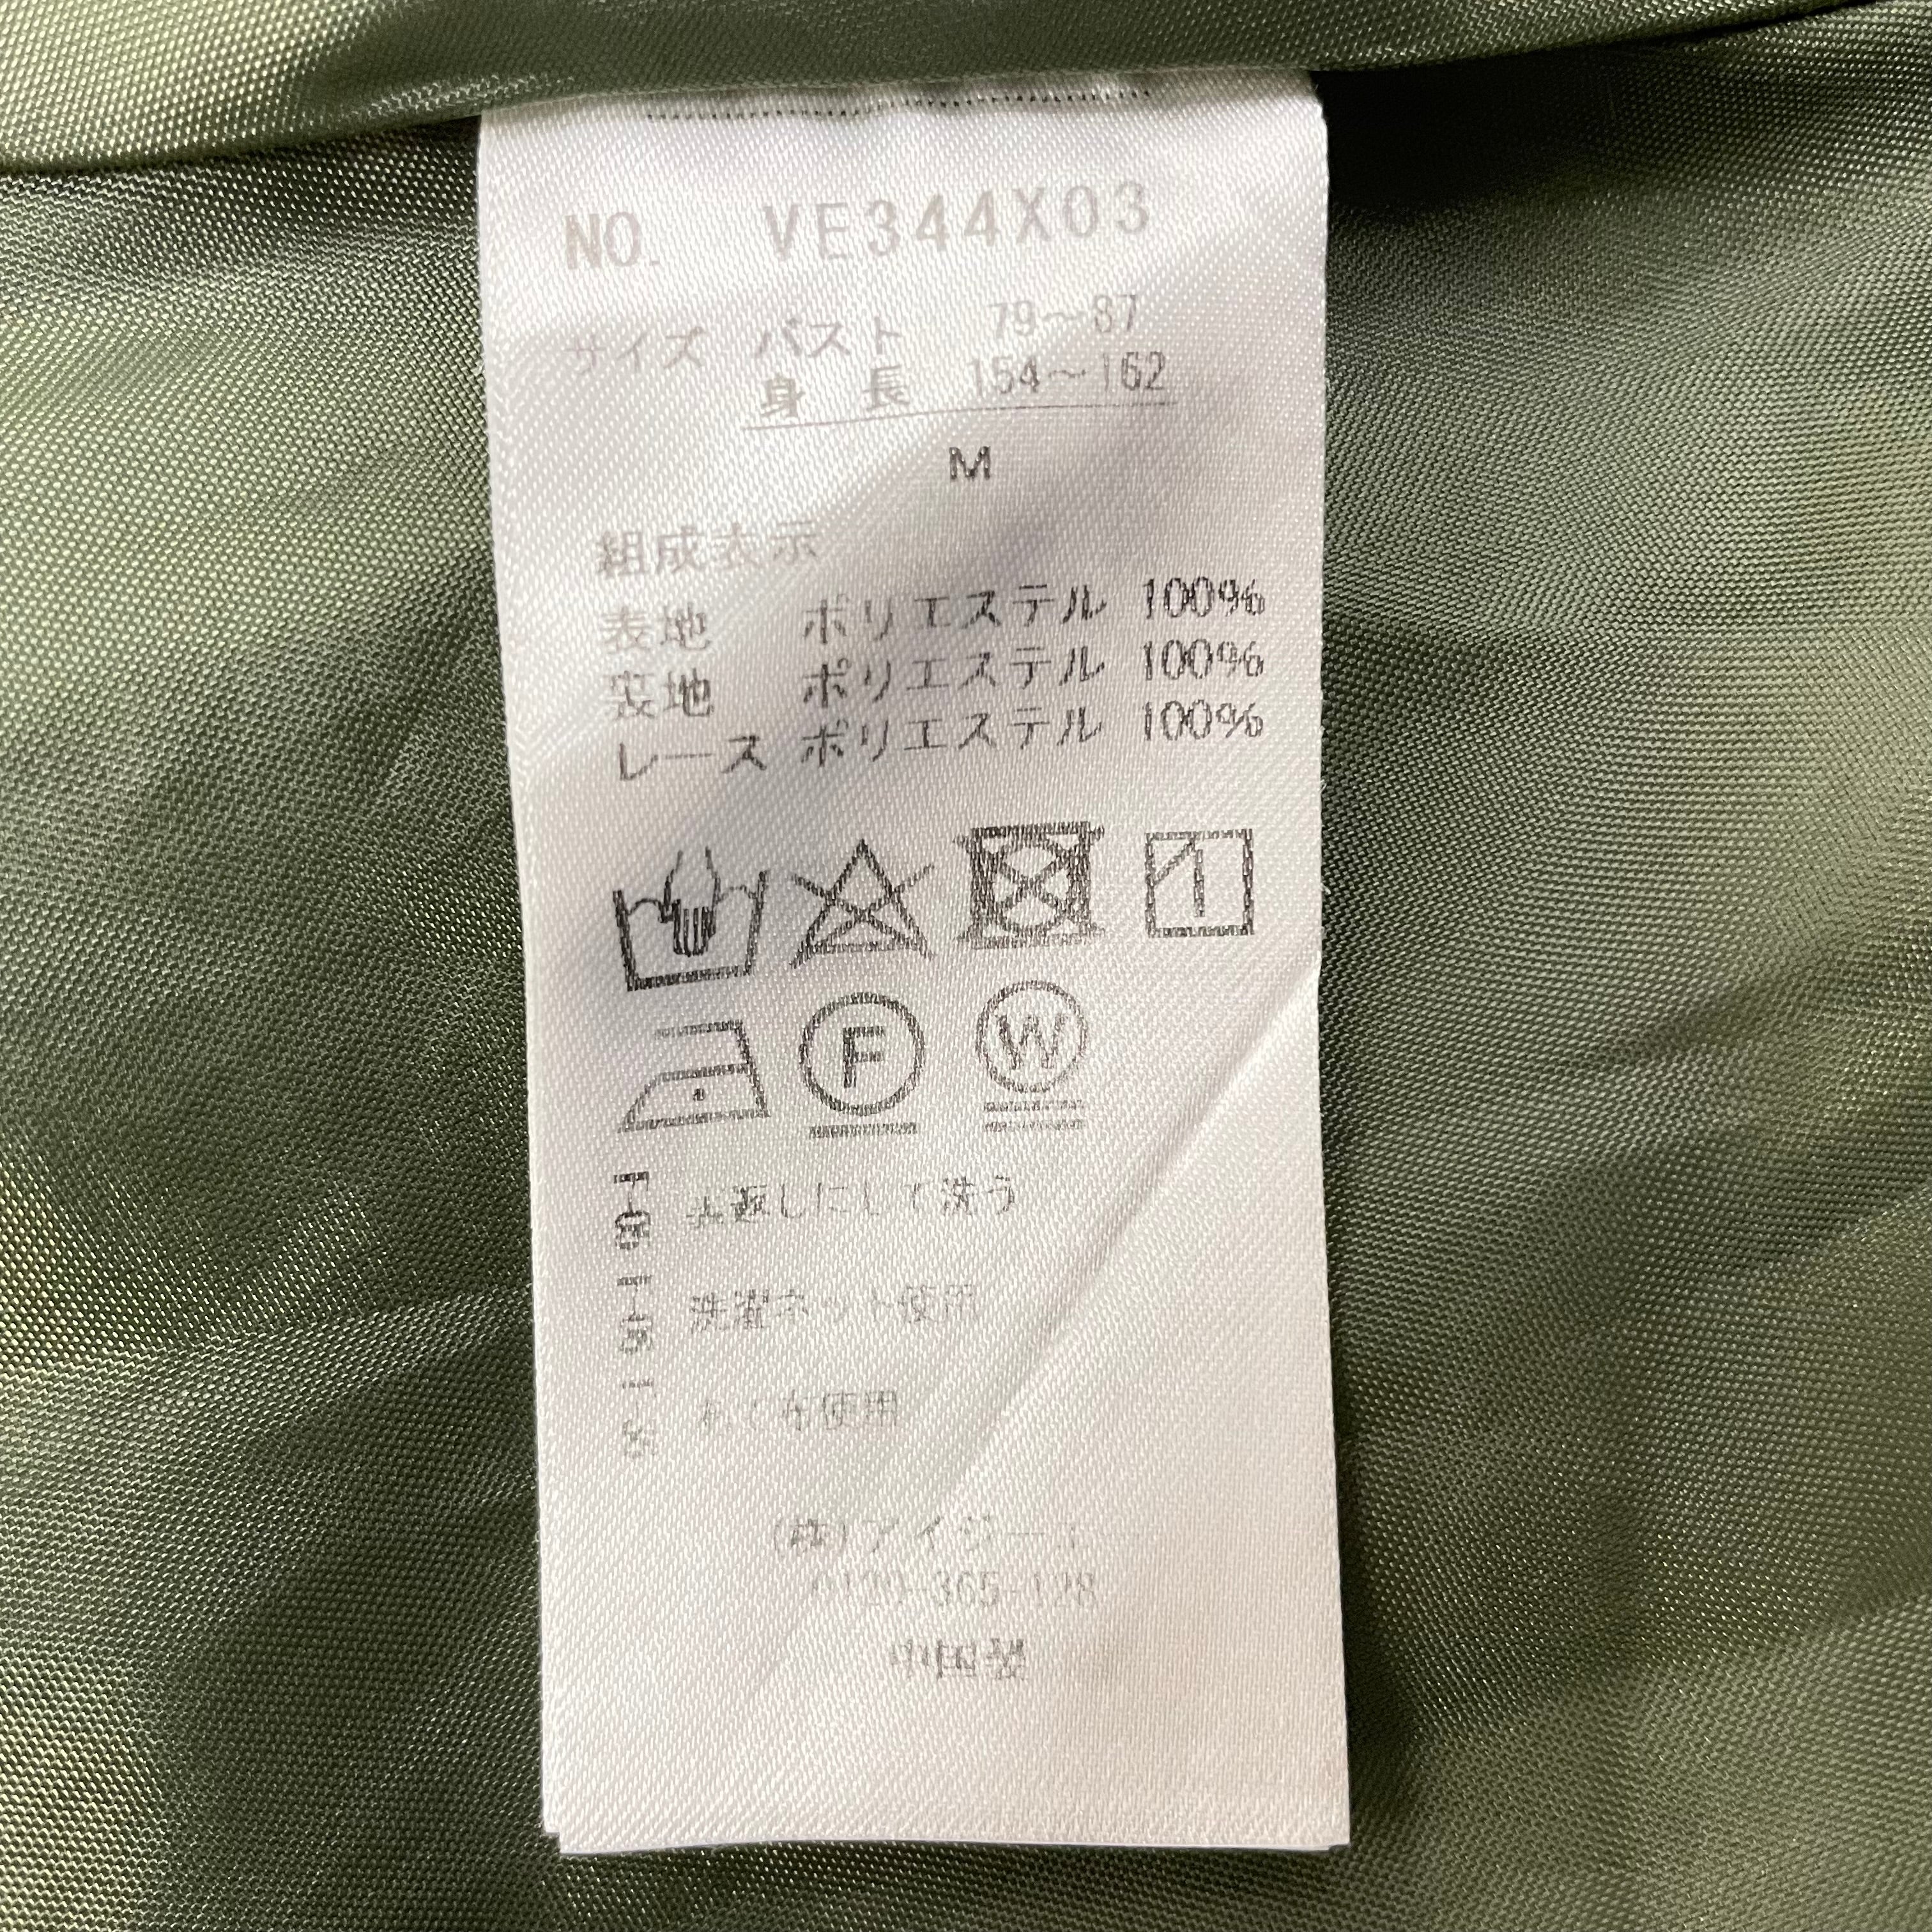 NO. VE344X03
サイズ バスト 79～87
身 長 154～162
M
組成表示
表地 ポリエステル 100%
裏地 ポリエステル 100%
レース ポリエステル 100%
F
W
裏返しにして洗う
洗濯ネット使用
あて布使用
(株)アイジーエー
0120-365-128
中国製